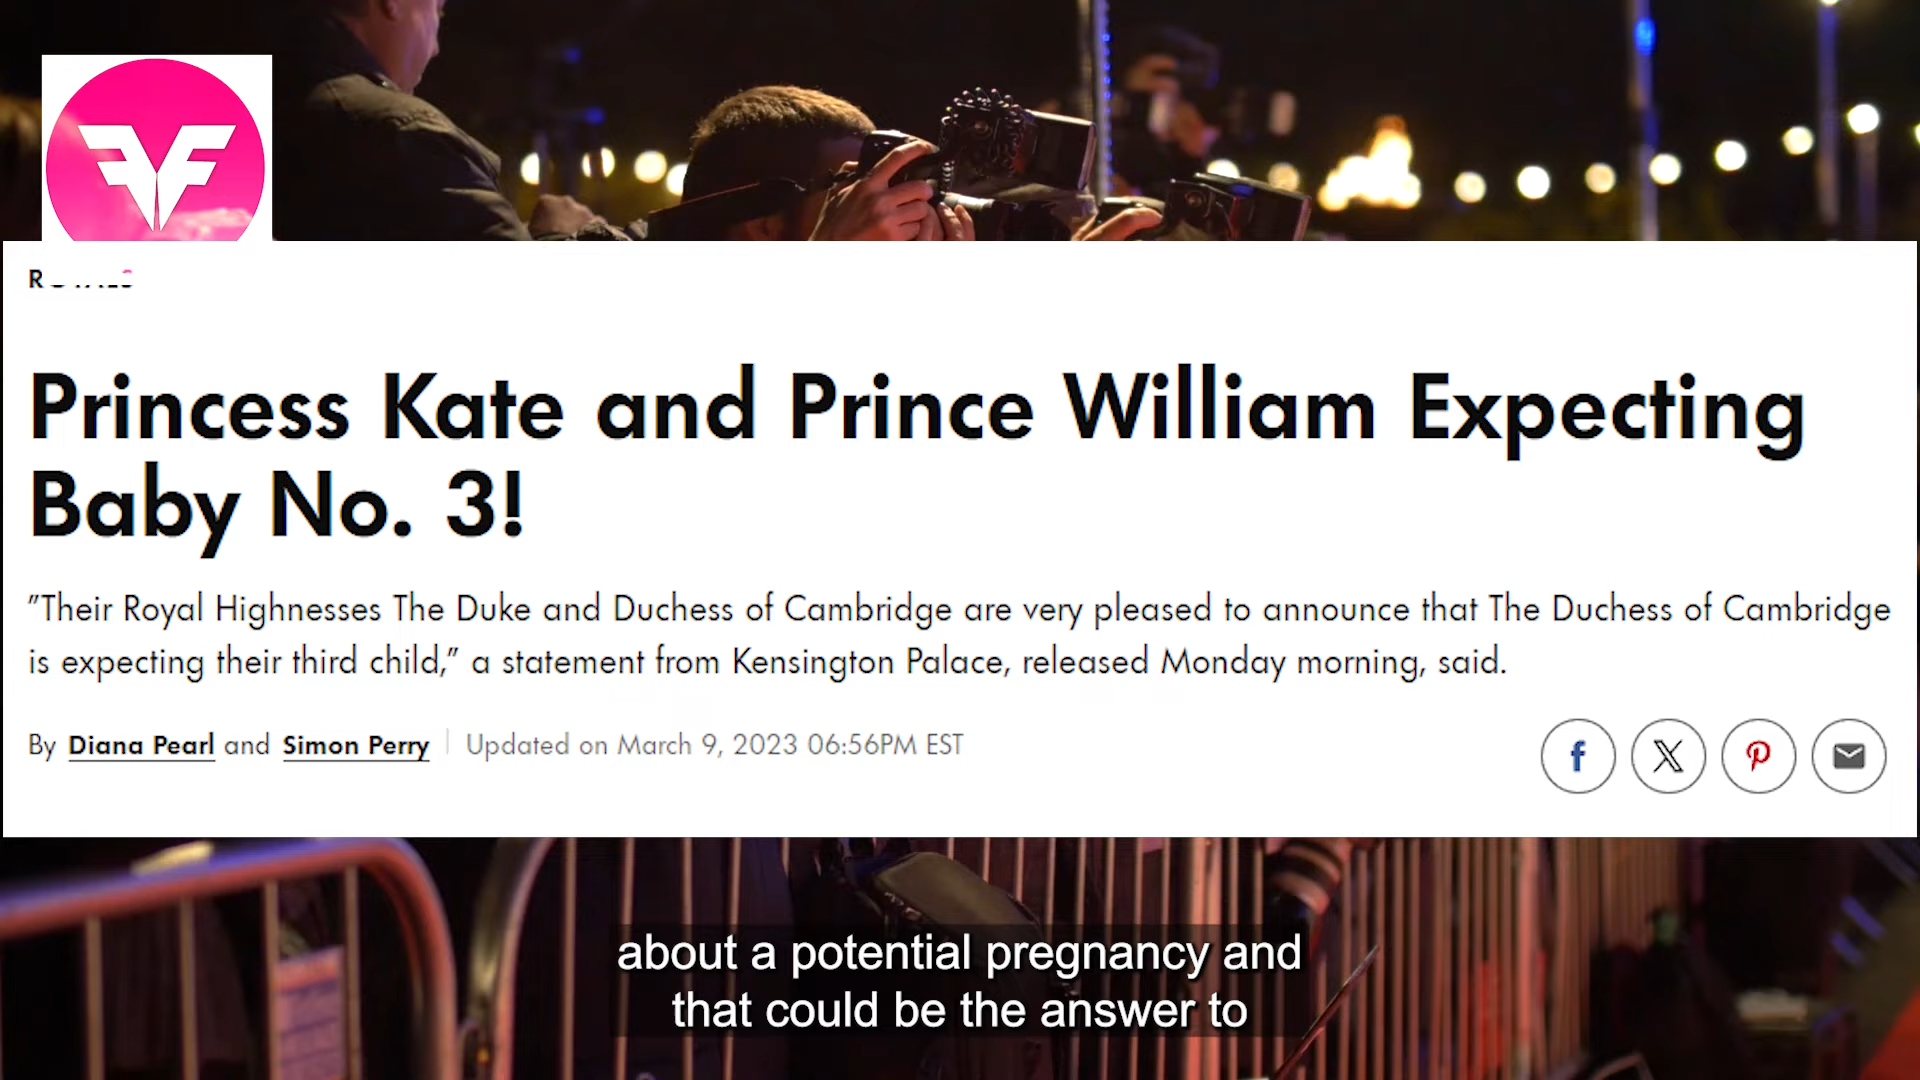 Princess Kate and Prince William Expecting
Baby No. 3!
"Their Royal Highnesses The Duke and Duchess of Cambridge are very pleased to announce that The Duchess of Cambridge
is expecting their third child," a statement from Kensington Palace, released Monday morning, said.
By Diana Pearl and Simon Perry Updated on March 9, 2023 06:56PM EST
about a potential pregnancy and
that could be the answer to